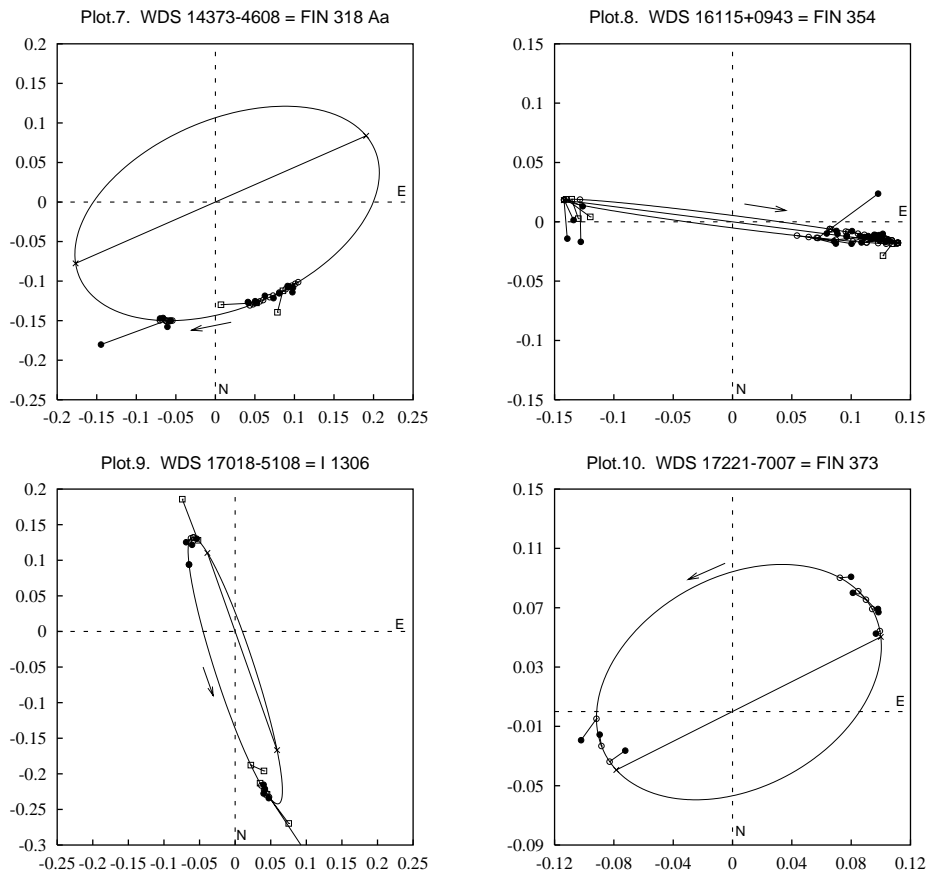 Plot.7. WDS 14373-4608 = FIN 318 Aa
0.2
0.15
0.1
0.05
0
-0.05
-0.1
-0.15
-0.2
-0.25
E
N
-0.2 -0.15 -0.1 -0.05 0 0.05 0.1 0.15 0.2 0.25
Plot.8. WDS 16115+0943 = FIN 354
0.15
0.1
0.05
0
-0.05
-0.1
-0.15
E
N
-0.15 -0.1 -0.05 0 0.05 0.1 0.15
Plot.9. WDS 17018-5108 = I 1306
0.2
0.15
0.1
0.05
0
-0.05
-0.1
-0.15
-0.2
-0.25
-0.3
E
N
-0.25 -0.2 -0.15 -0.1 -0.05 0 0.05 0.1 0.15 0.2 0.25
Plot.10. WDS 17221-7007 = FIN 373
0.15
0.11
0.07
0.03
-0.01
-0.05
-0.09
E
N
-0.12 -0.08 -0.04 0 0.04 0.08 0.12